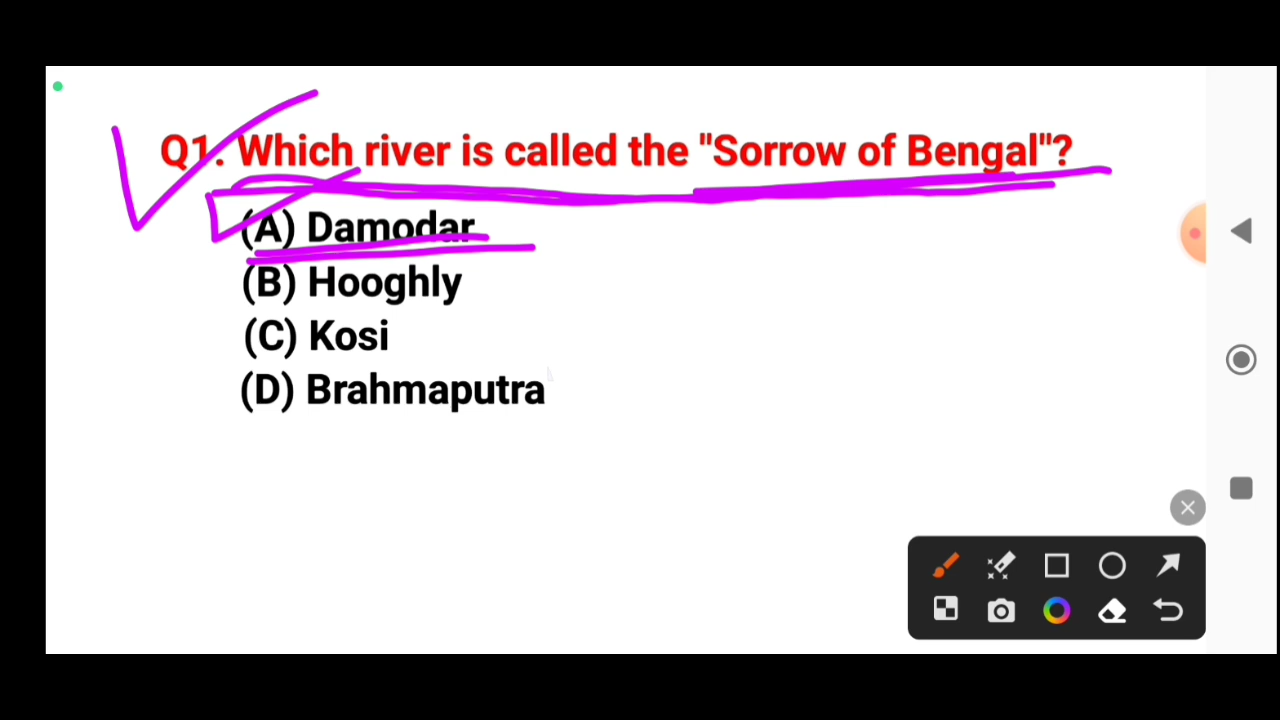 Q1. Which river is called the "Sorrow of Bengal"?
(A) Damodar
(B) Hooghly
(C) Kosi
(D) Brahmaputra